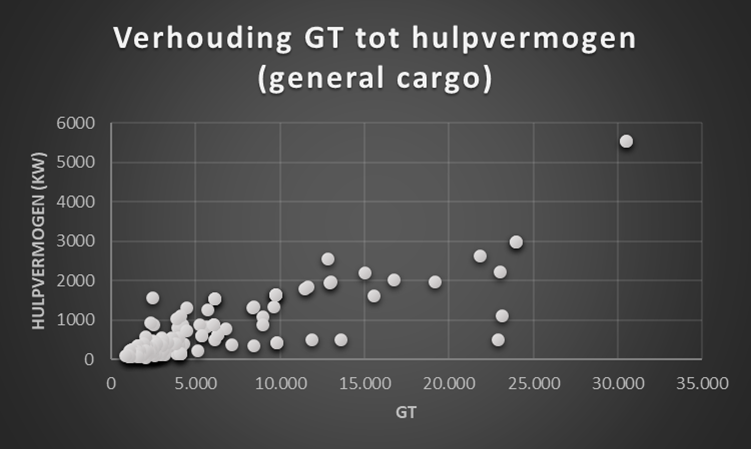 Verhouding GT tot hulpvermogen
(general cargo)
HULPVERMOGEN (KW)
6000
5000
4000
3000
2000
1000
0
0 5.000 10.000 15.000 20.000 25.000 30.000 35.000
GT